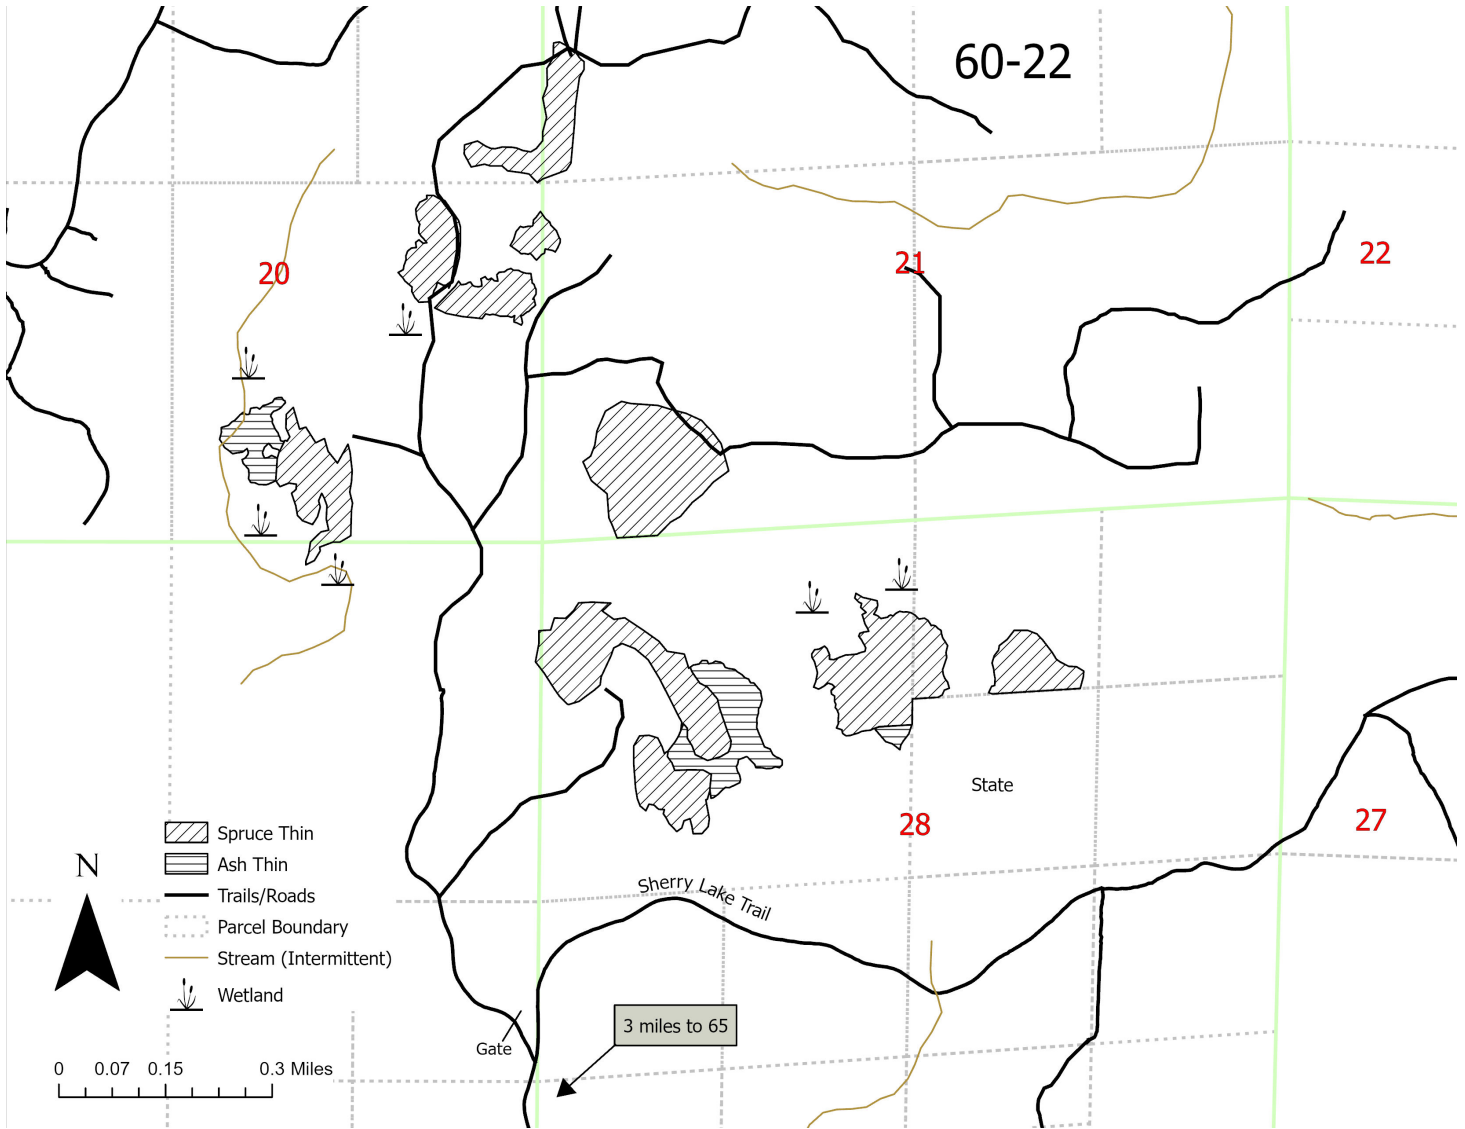 60-22
20
21
22
State
28
27
Spruce Thin
Ash Thin
Trails/Roads
Parcel Boundary
Stream (Intermittent)
Wetland
N
Sherry Lake Trail
3 miles to 65
Gate
0 0.07 0.15 0.3 Miles